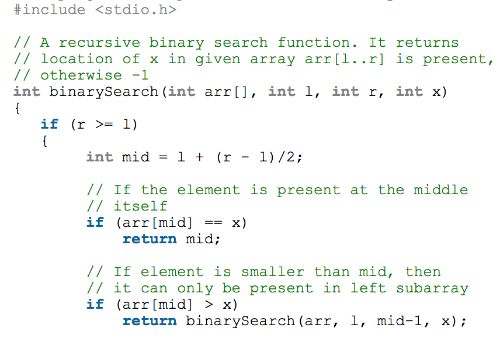 #include <stdio.h>
// A recursive binary search function. It returns
// location of x in given array arr[l..r] is present,
// otherwise -1
int binarySearch(int arr[], int l, int r, int x)
{
if (r >= l)
{
int mid = l + (r - l)/2;
// If the element is present at the middle
// itself
if (arr[mid] == x)
return mid;
// If element is smaller than mid, then
// it can only be present in left subarray
if (arr[mid] > x)
return binarySearch(arr, l, mid-1, x);